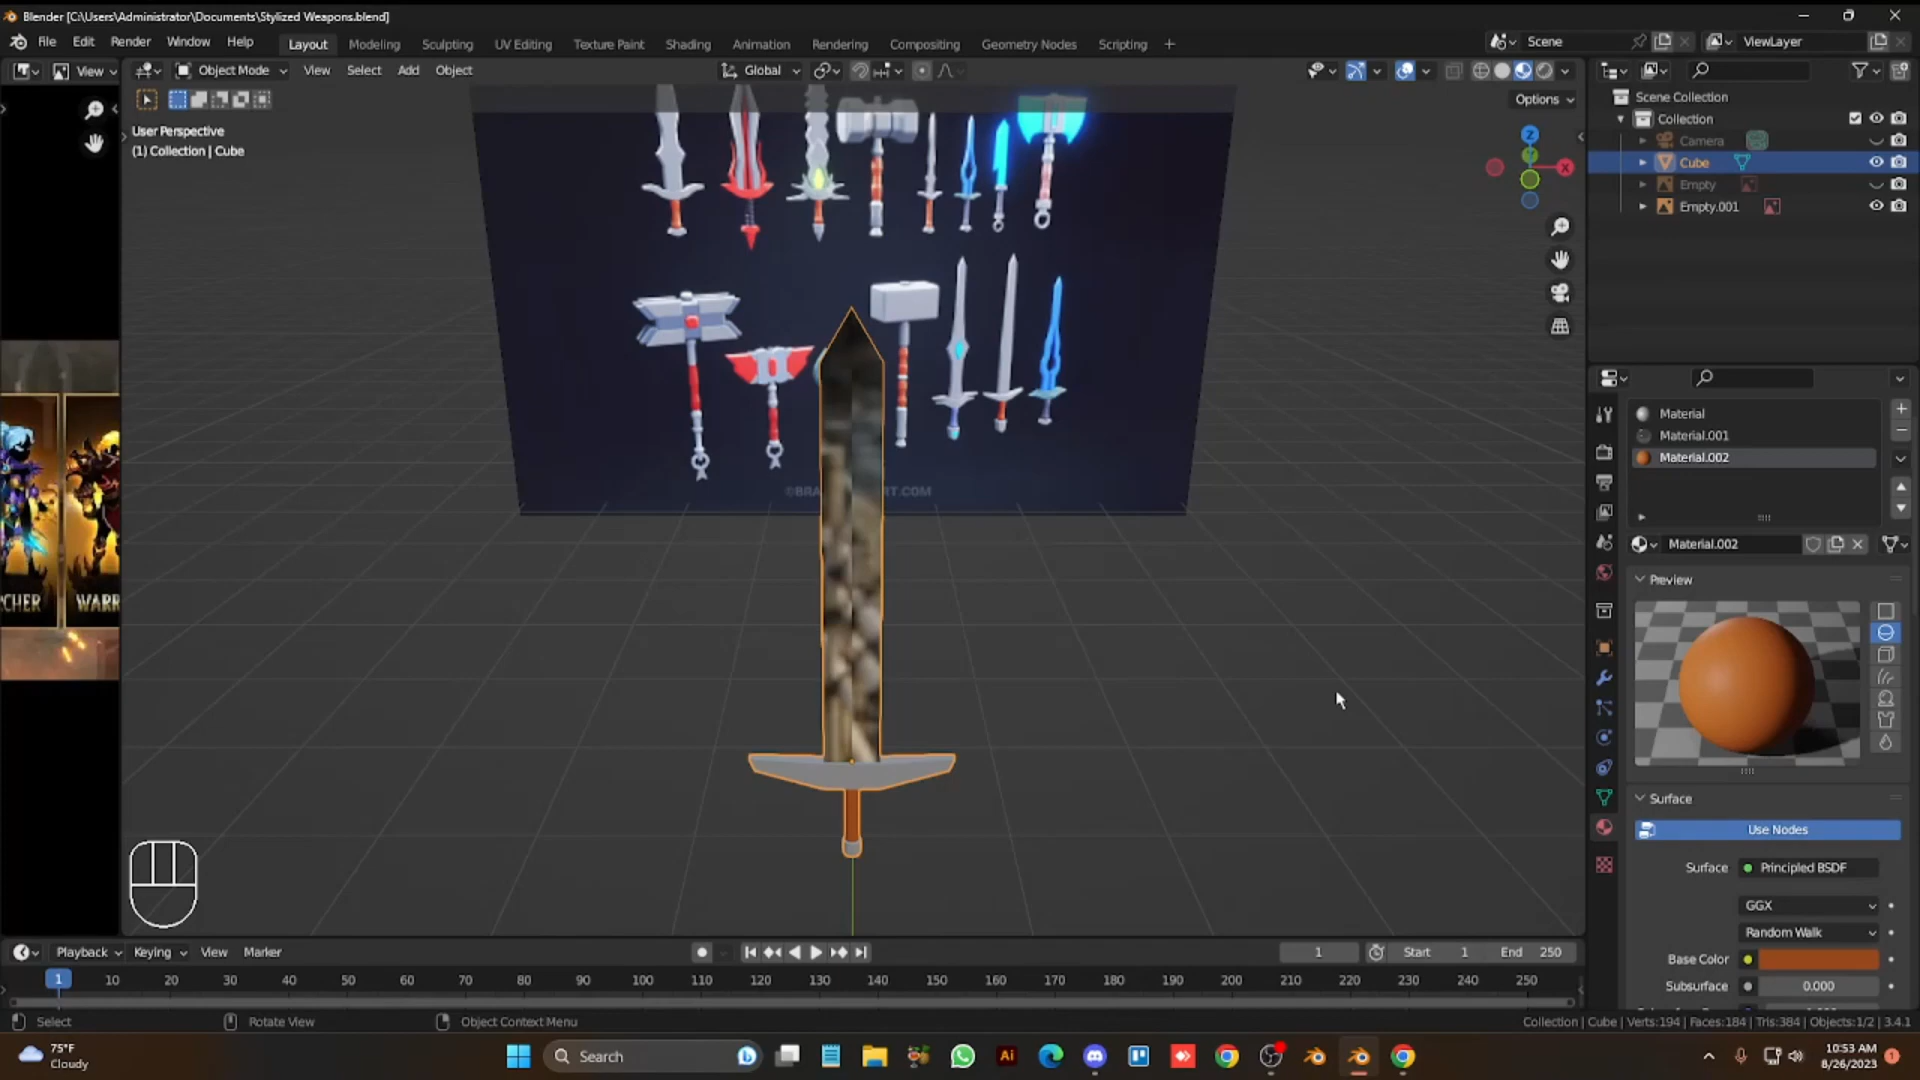 Blender [C:\Users\Administrator\Documents\Stylized Weapons.blend]
File Edit Render Window Help Layout Modeling Sculpting UV Editing Texture Paint Shading Animation Rendering Compositing Geometry Nodes Scripting + Scene ViewLayer
View Object Mode View Select Add Object Global
Options
User Perspective
(1) Collection | Cube
Z
X
Scene Collection
Collection
Camera
Cube
Empty
Empty.001
Material
Material.001
Material.002
Material.002
Preview
CHER WARR
Surface
Use Nodes
Surface Principled BSDF
GGX
Random Walk
Base Color
Subsurface 0.000
Playback Keying View Marker 1 Start 1 End 250
1 10 20 30 40 50 60 70 80 90 100 110 120 130 140 150 160 170 180 190 200 210 220 230 240 250
Select Rotate View Object Context Menu Collection | Cube | Verts:194 | Faces:184 | Tris:384 | Objects:1/2 | 3.4.1
75°F
Cloudy
Search
Ai
10:53 AM
8/26/2023
1